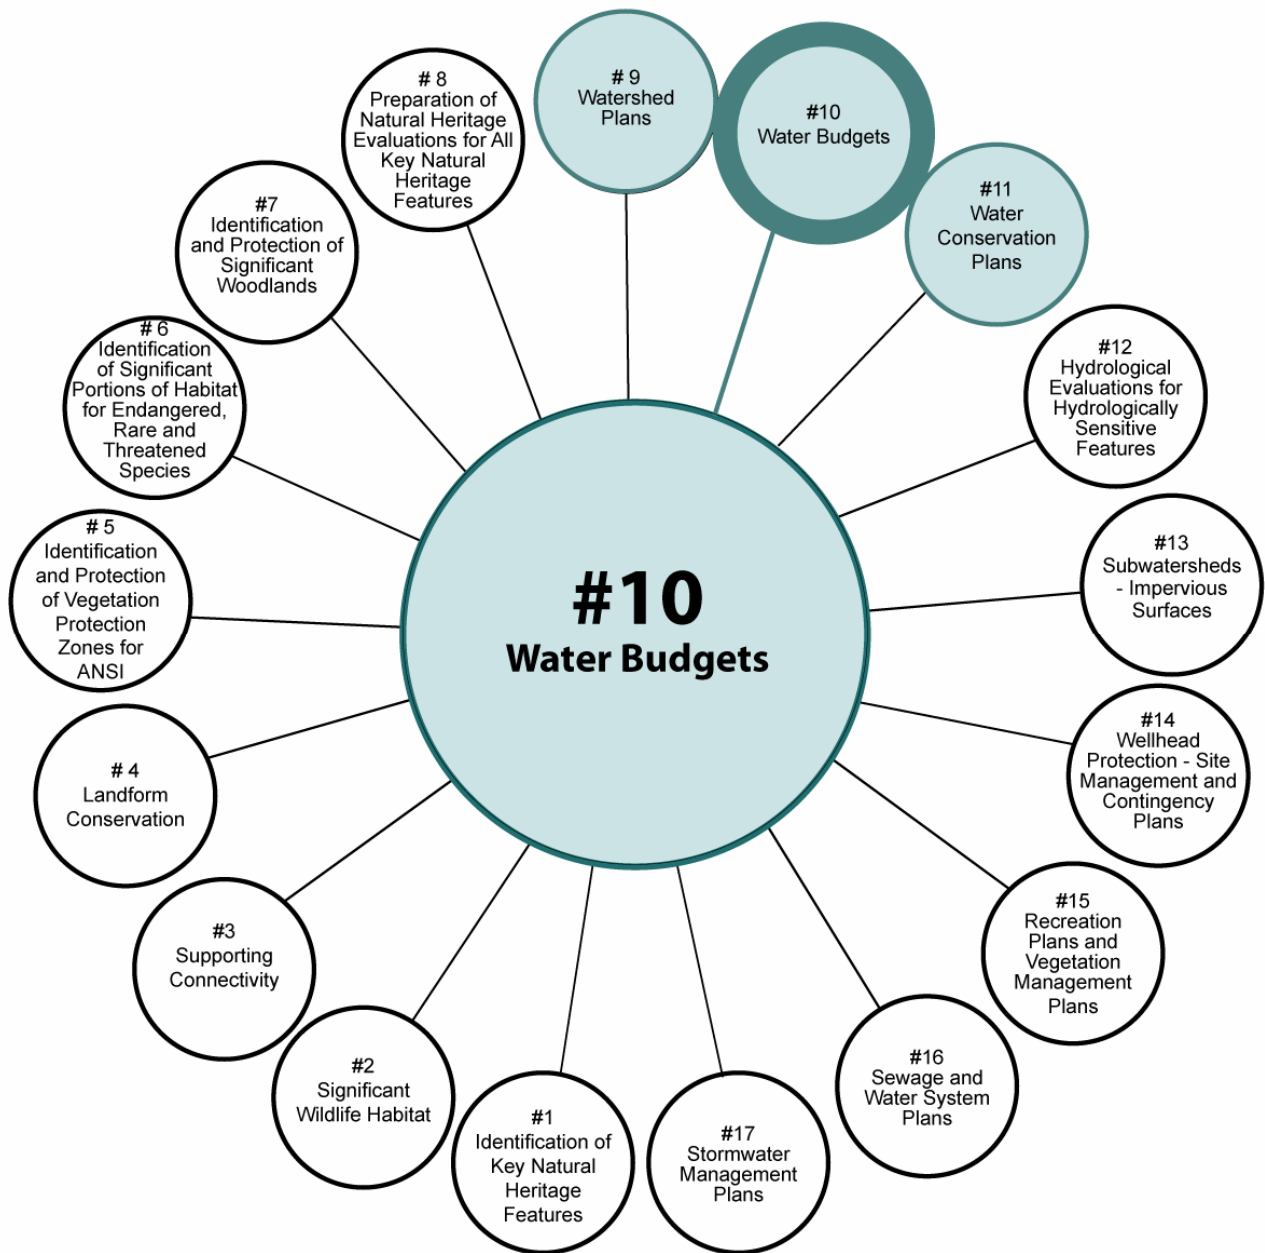 # 8
Preparation of
Natural Heritage
Evaluations for All
Key Natural
Heritage
Features
# 9
Watershed
Plans
#10
Water Budgets
#11
Water
Conservation
Plans
#7
Identification
and Protection of
Significant
Woodlands
#12
Hydrological
Evaluations for
Hydrologically
Sensitive
Features
# 6
Identification
of Significant
Portions of Habitat
for Endangered,
Rare and
Threatened
Species
#13
Subwatersheds
- Impervious
Surfaces
# 5
Identification
and Protection
of Vegetation
Protection
Zones for
ANSI
#10
Water Budgets
#14
Wellhead
Protection - Site
Management and
Contingency
Plans
# 4
Landform
Conservation
#15
Recreation
Plans and
Vegetation
Management
Plans
#3
Supporting
Connectivity
#16
Sewage and
Water System
Plans
#2
Significant
Wildlife Habitat
#1
Identification of
Key Natural
Heritage
Features
#17
Stormwater
Management
Plans